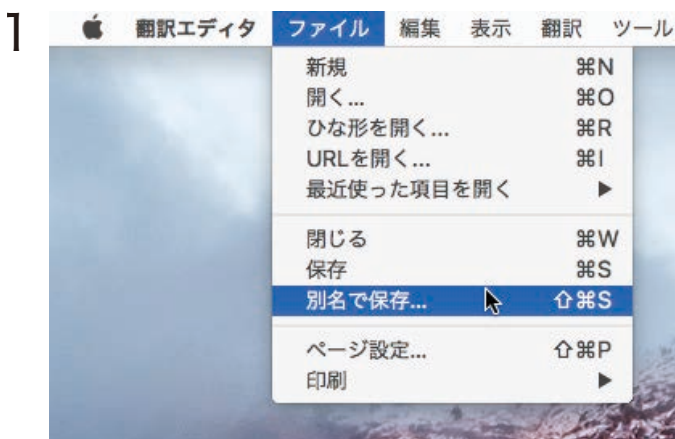 1
翻訳エディタ ファイル 編集 表示 翻訳 ツール
新規 ⌘N
開く... ⌘O
ひな形を開く... ⌘R
URLを開く... ⌘I
最近使った項目を開く ▶
閉じる ⌘W
保存 ⌘S
別名で保存... ⇧⌘S
ページ設定... ⇧⌘P
印刷 ▶